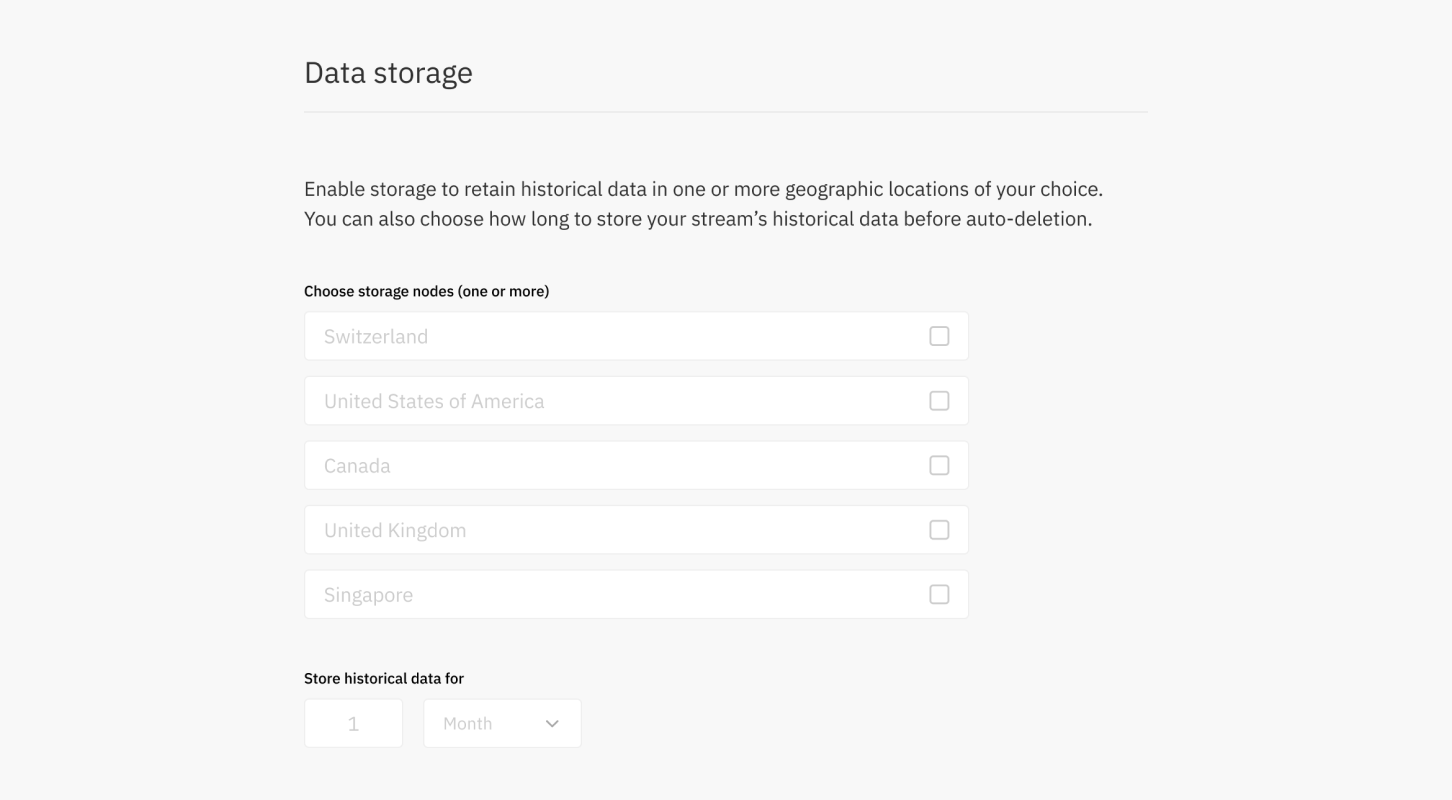 Data storage
Enable storage to retain historical data in one or more geographic locations of your choice.
You can also choose how long to store your stream’s historical data before auto-deletion.
Choose storage nodes (one or more)
Switzerland
United States of America
Canada
United Kingdom
Singapore
Store historical data for
1 Month